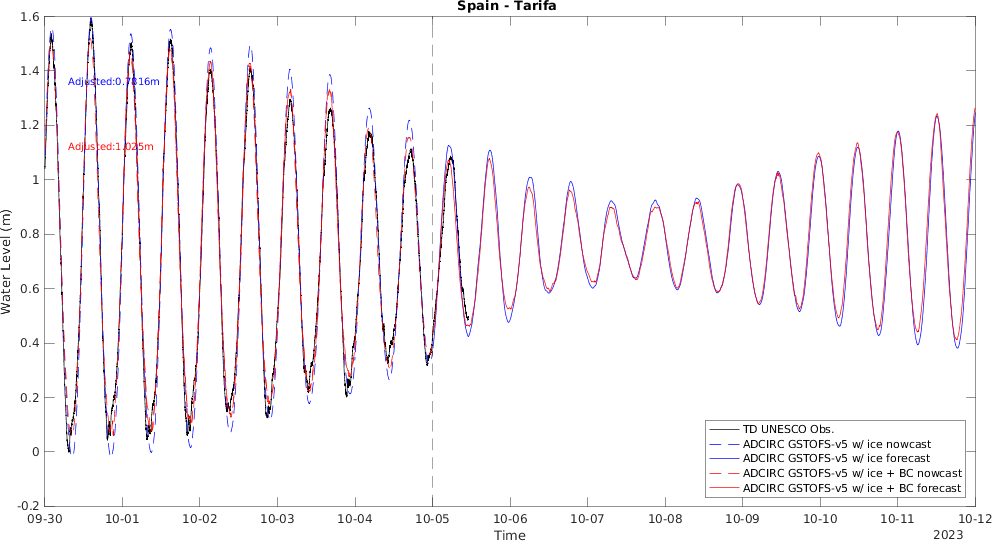 Spain - Tarifa
Water Level (m)
1.6
1.4
1.2
1
0.8
0.6
0.4
0.2
0
-0.2
Adjusted:0.7816m
Adjusted:1.025m
TD UNESCO Obs.
ADCIRC GSTOFS-v5 w/ ice nowcast
ADCIRC GSTOFS-v5 w/ ice forecast
ADCIRC GSTOFS-v5 w/ ice + BC nowcast
ADCIRC GSTOFS-v5 w/ ice + BC forecast
09-30 10-01 10-02 10-03 10-04 10-05 10-06 10-07 10-08 10-09 10-10 10-11 10-12
Time
2023